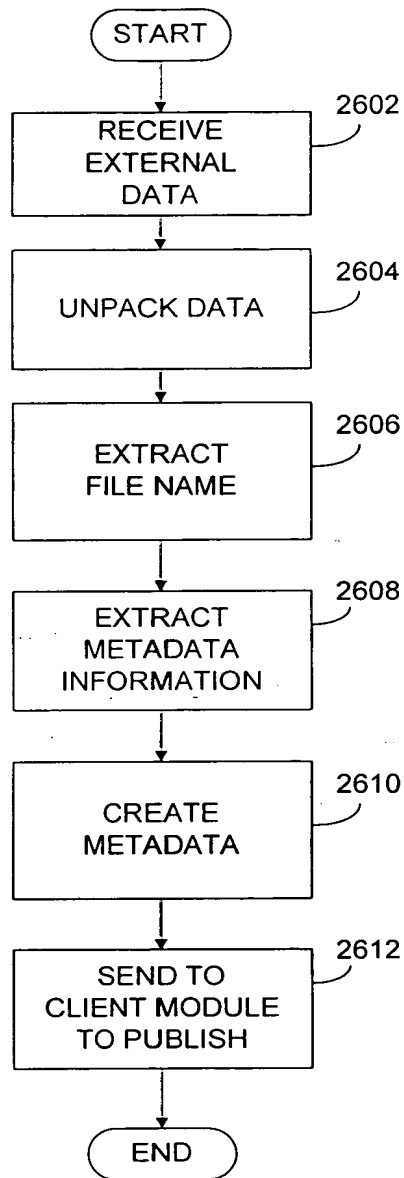 START
2602
RECEIVE
EXTERNAL
DATA
2604
UNPACK DATA
2606
EXTRACT
FILE NAME
2608
EXTRACT
METADATA
INFORMATION
2610
CREATE
METADATA
2612
SEND TO
CLIENT MODULE
TO PUBLISH
END